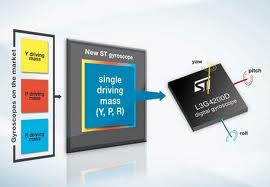 Gyroscopes on the market
Y driving
mass
P driving
mass
R driving
mass
New ST gyroscope
single
driving
mass
(Y, P, R)
yaw
pitch
ST
L3G4200D
digital gyroscope
roll